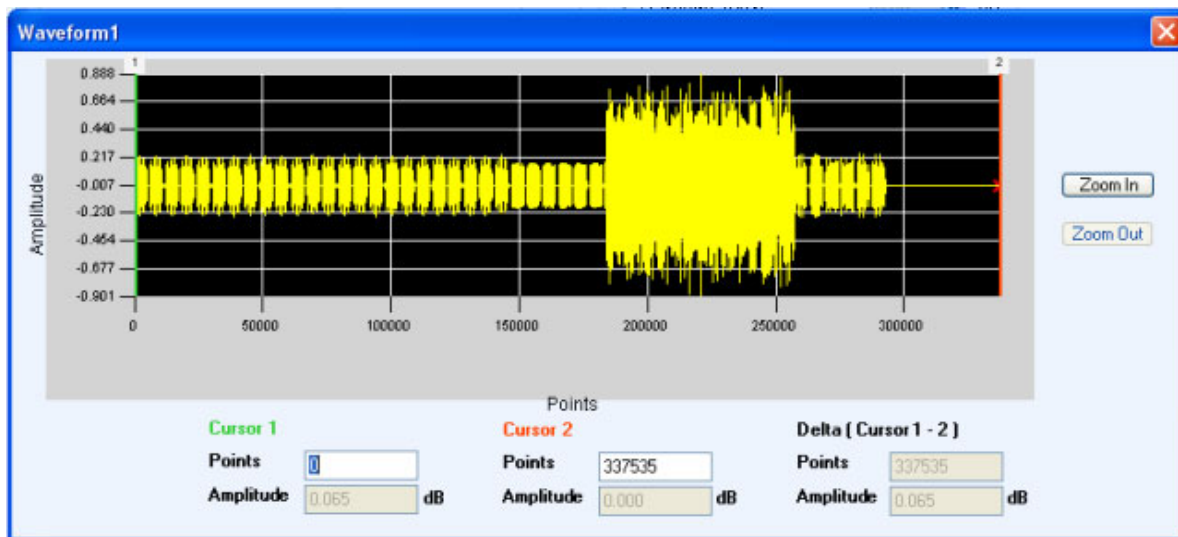 Waveform1
1
2
0.888
0.664
0.440
0.217
-0.007
-0.230
-0.454
-0.677
-0.901
Amplitude
0
50000
100000
150000
200000
250000
300000
Points
Zoom In
Zoom Out
Cursor 1
Points
0
Amplitude
0.065
dB
Cursor 2
Points
337535
Amplitude
0.000
dB
Delta ( Cursor 1 - 2 )
Points
337535
Amplitude
0.065
dB